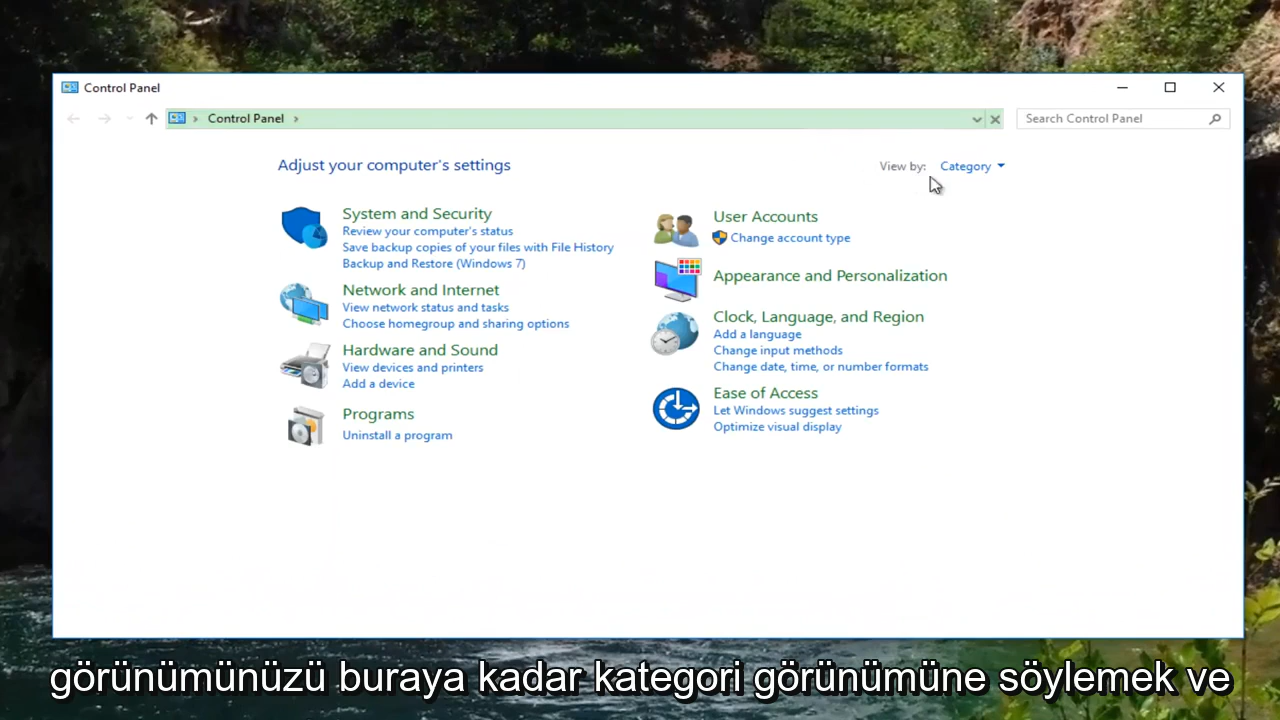 Control Panel
Control Panel
Search Control Panel
Adjust your computer's settings
View by: Category
System and Security
Review your computer's status
Save backup copies of your files with File History
Backup and Restore (Windows 7)
Network and Internet
View network status and tasks
Choose homegroup and sharing options
Hardware and Sound
View devices and printers
Add a device
Programs
Uninstall a program
User Accounts
Change account type
Appearance and Personalization
Clock, Language, and Region
Add a language
Change input methods
Change date, time, or number formats
Ease of Access
Let Windows suggest settings
Optimize visual display
görünümünüzü buraya kadar kategori görünümüne söylemek ve